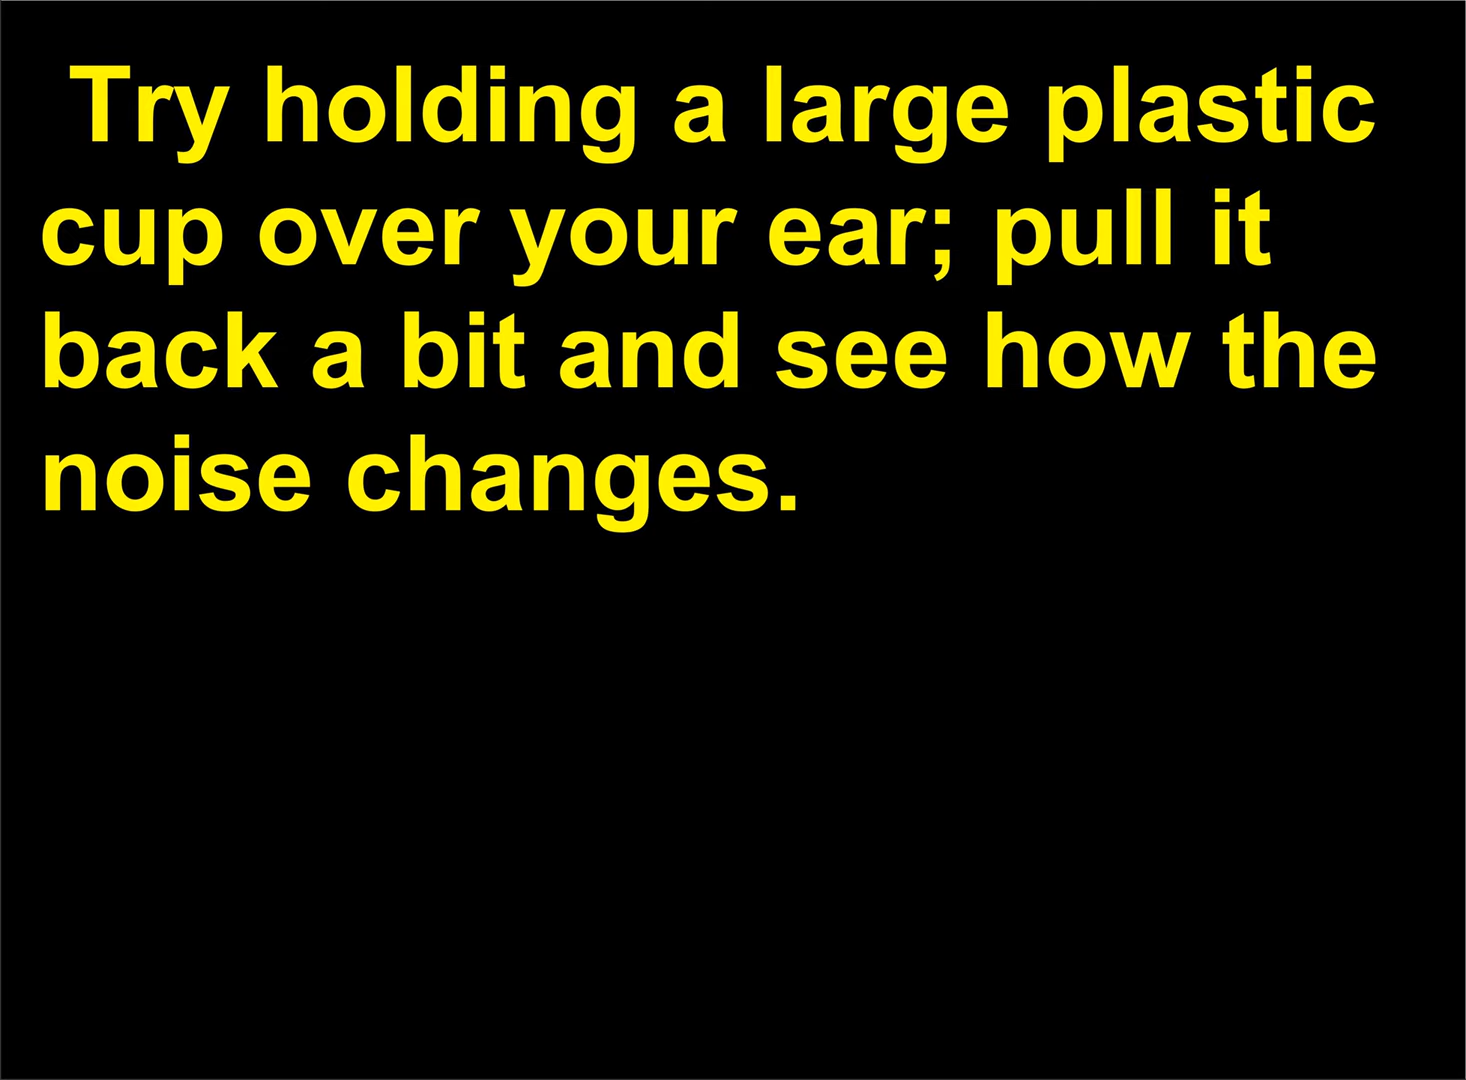 Try holding a large plastic
cup over your ear; pull it
back a bit and see how the
noise changes.